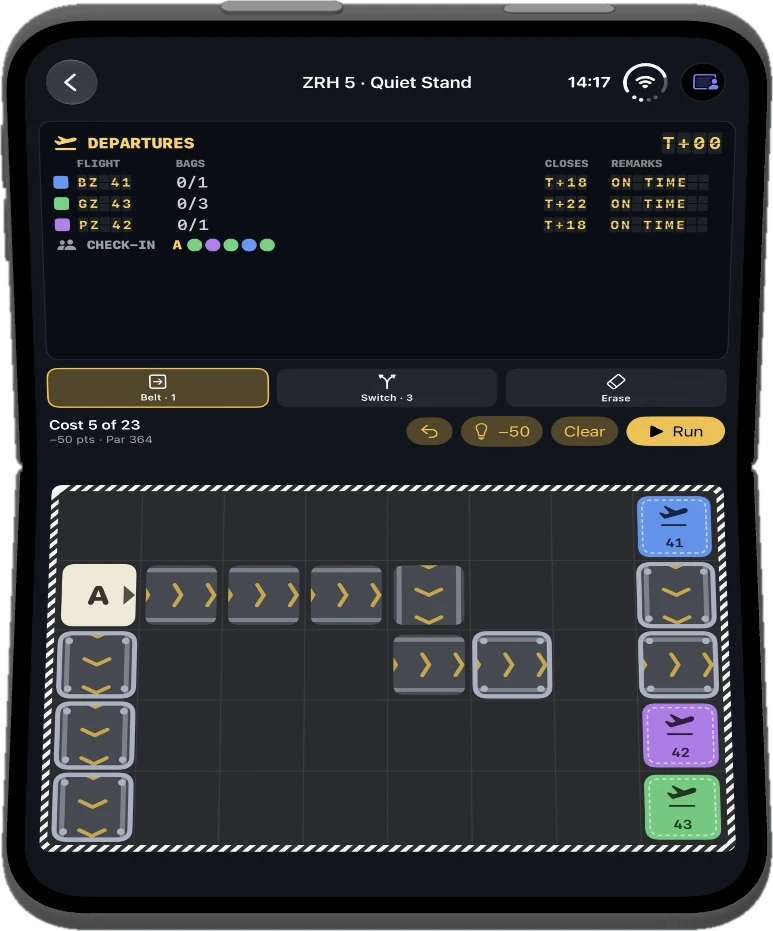 ZRH 5 · Quiet Stand
14:17
DEPARTURES
T+00
FLIGHT BAGS CLOSES REMARKS
BZ 41 0/1 T+18 ON TIME
GZ 43 0/3 T+22 ON TIME
PZ 42 0/1 T+18 ON TIME
CHECK-IN A
Belt · 1
Switch · 3
Erase
Cost 5 of 23
−50 pts · Par 364
−50
Clear
Run
41
A
42
43